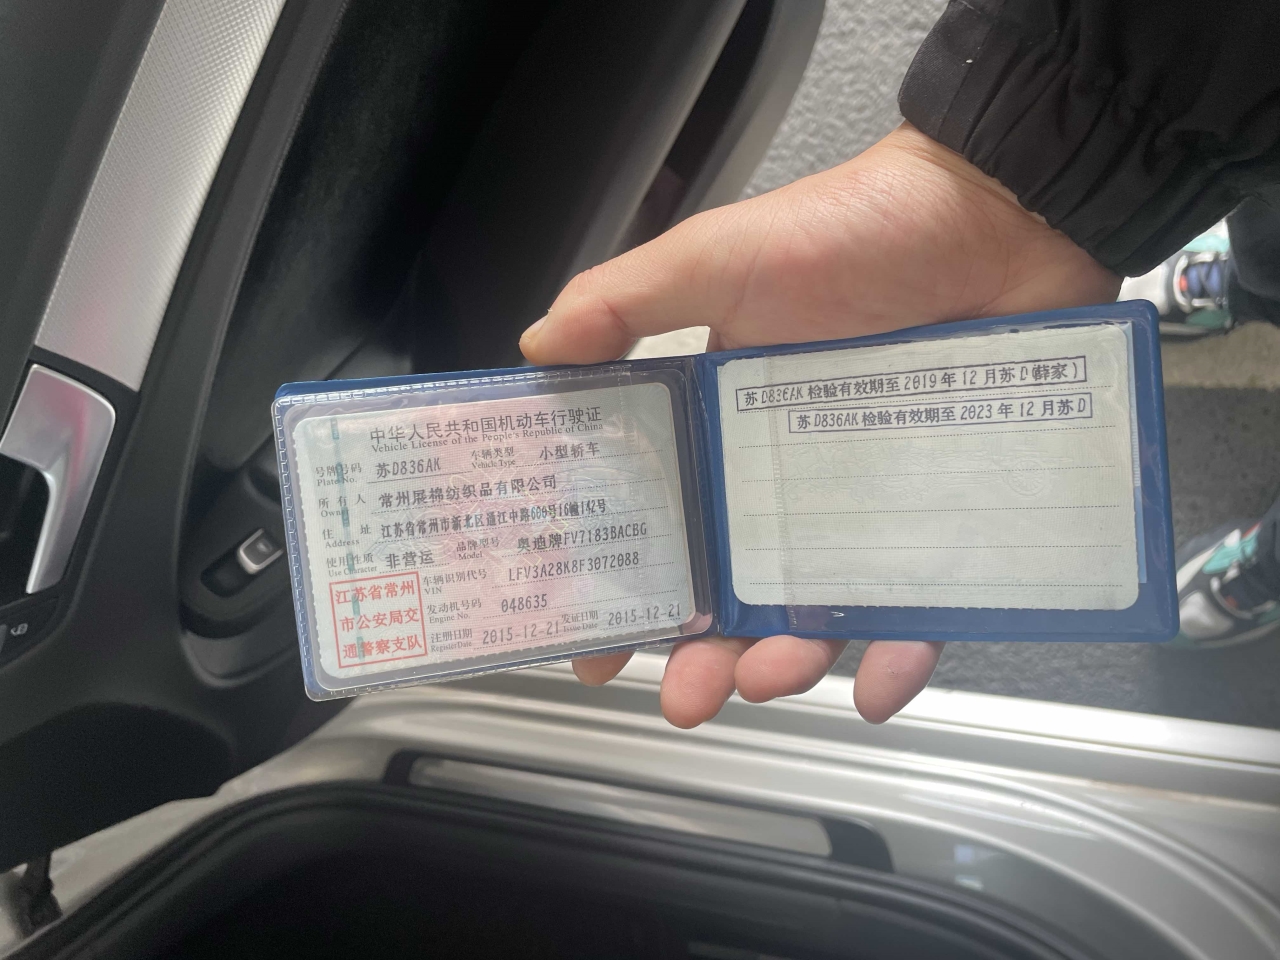 中华人民共和国机动车行驶证
Vehicle License of the People's Republic of China
号牌号码 苏D836AK 车辆类型 小型轿车
Plate No. Vehicle Type
所有人 常州展棉纺织品有限公司
Owner
住址 江苏省常州市新北区通江中路600号16幢142号
Address
使用性质 非营运 品牌型号 奥迪牌FV7183BACBG
Use Character Model
江苏省常州
市公安局交
通警察支队
车辆识别代号 LFV3A28K8F3072088
VIN
发动机号码 048635
Engine No.
注册日期 2015-12-21 发证日期 2015-12-21
Register Date Issue Date
苏D836AK 检验有效期至 2019 年 12 月苏 D(薛家)
苏D836AK 检验有效期至 2023 年 12 月苏 D